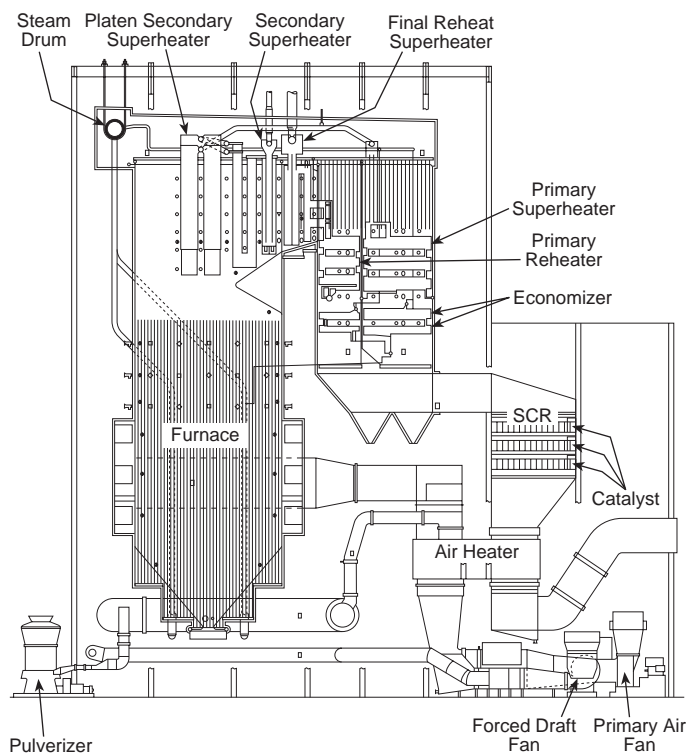 Steam
Drum
Platen Secondary
Superheater
Secondary
Superheater
Final Reheat
Superheater
Primary
Superheater
Primary
Reheater
Economizer
SCR
Furnace
Catalyst
Air Heater
Pulverizer
Forced Draft
Fan
Primary Air
Fan